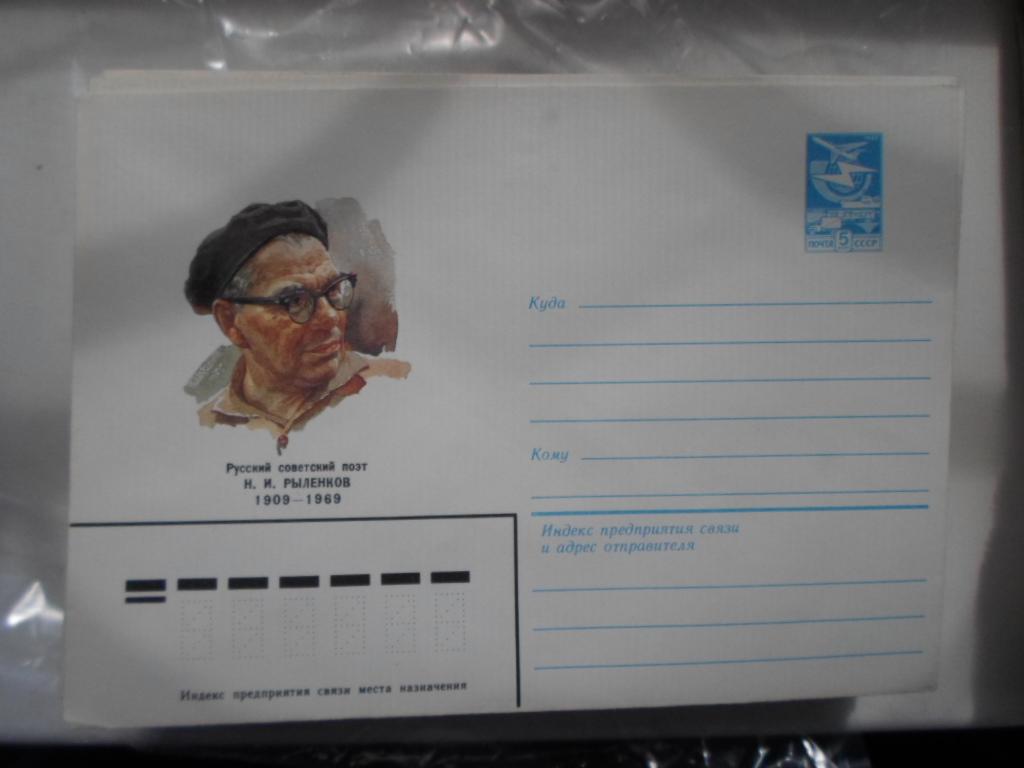 ПОЧТА 5 СССР
Куда
Русский советский поэт
Н. И. РЫЛЕНКОВ
1909—1969
Кому
Индекс предприятия связи
и адрес отправителя
Индекс предприятия связи места назначения